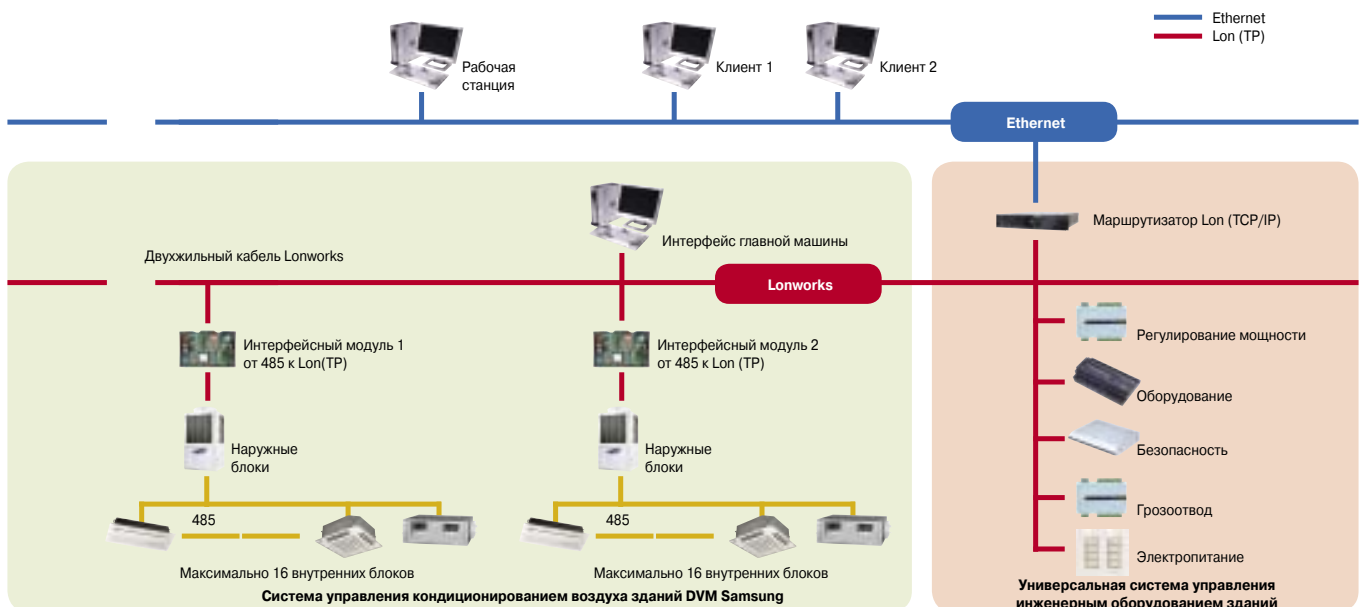 Ethernet
Lon (TP)
Рабочая
станция
Клиент 1
Клиент 2
Ethernet
Маршрутизатор Lon (TCP/IP)
Интерфейс главной машины
Двухжильный кабель Lonworks
Lonworks
Интерфейсный модуль 1
от 485 к Lon(TP)
Интерфейсный модуль 2
от 485 к Lon (TP)
Регулирование мощности
Оборудование
Наружные
блоки
Наружные
блоки
Безопасность
485
485
Грозоотвод
Электропитание
Максимально 16 внутренних блоков
Максимально 16 внутренних блоков
Система управления кондиционированием воздуха зданий DVM Samsung
Универсальная система управления
инженерным оборудованием зданий